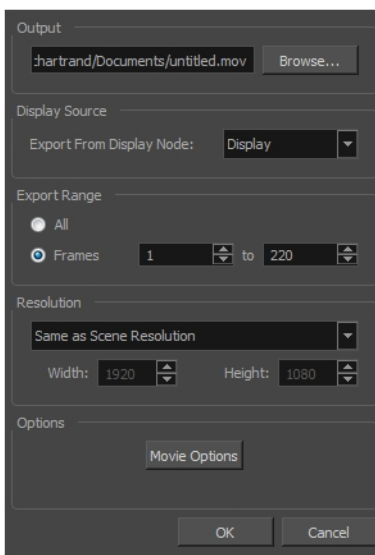 Output
:hartrand/Documents/untitled.mov Browse...
Display Source
Export From Display Node: Display
Export Range
All
Frames 1 to 220
Resolution
Same as Scene Resolution
Width: 1920 Height: 1080
Options
Movie Options
OK Cancel